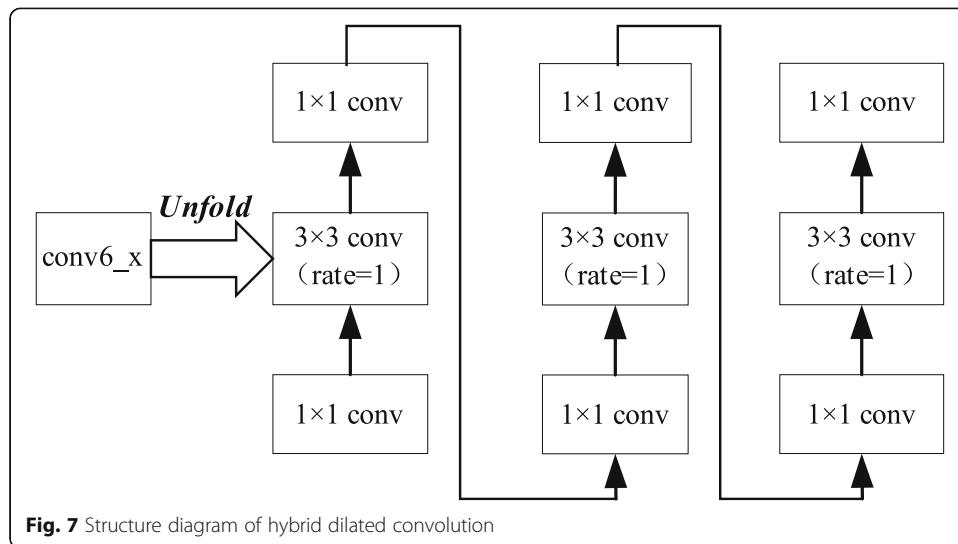 1×1 conv
1×1 conv
1×1 conv
Unfold
conv6_x
3×3 conv
（rate=1）
3×3 conv
（rate=1）
3×3 conv
（rate=1）
1×1 conv
1×1 conv
1×1 conv
Fig. 7 Structure diagram of hybrid dilated convolution